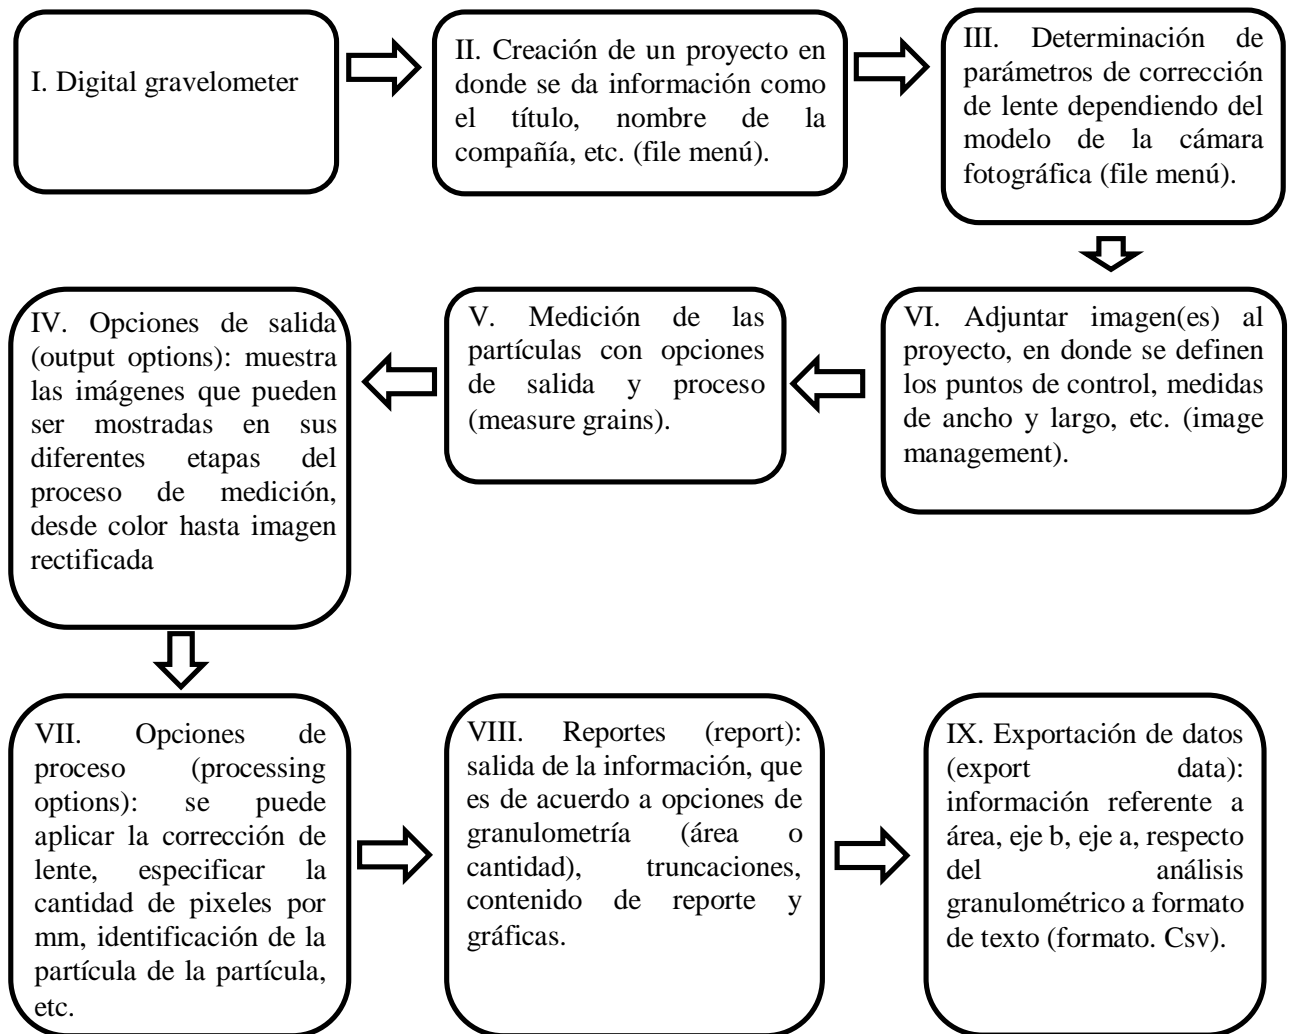 I. Digital gravelometer
II. Creación de un proyecto en
donde se da información como
el título, nombre de la
compañía, etc. (file menú).
III. Determinación de
parámetros de corrección
de lente dependiendo del
modelo de la cámara
fotográfica (file menú).
VI. Adjuntar imagen(es) al
proyecto, en donde se definen
los puntos de control, medidas
de ancho y largo, etc. (image
management).
V. Medición de las
partículas con opciones
de salida y proceso
(measure grains).
IV. Opciones de salida
(output options): muestra
las imágenes que pueden
ser mostradas en sus
diferentes etapas del
proceso de medición,
desde color hasta imagen
rectificada
VII. Opciones de
proceso (processing
options): se puede
aplicar la corrección de
lente, especificar la
cantidad de pixeles por
mm, identificación de la
partícula de la partícula,
etc.
VIII. Reportes (report):
salida de la información, que
es de acuerdo a opciones de
granulometría (área o
cantidad), truncaciones,
contenido de reporte y
gráficas.
IX. Exportación de datos
(export data):
información referente a
área, eje b, eje a, respecto
del análisis
granulométrico a formato
de texto (formato. Csv).